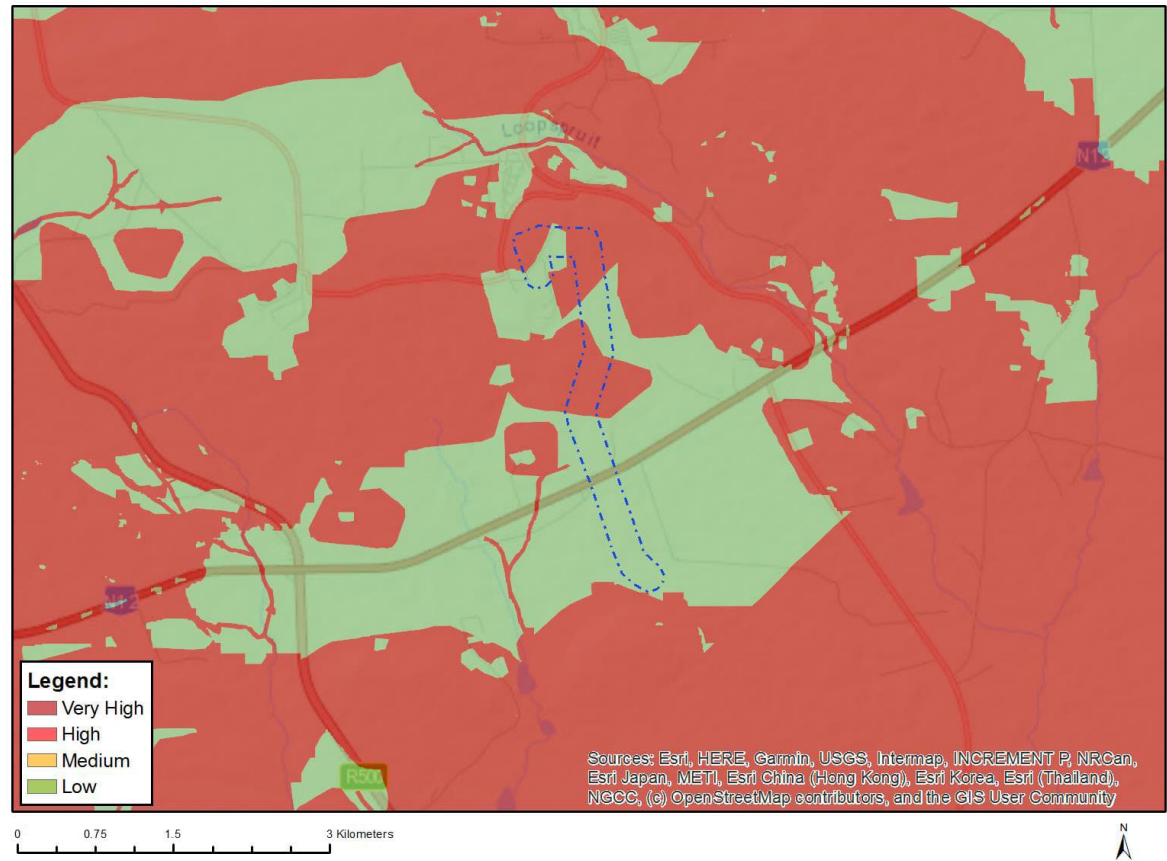 Loopspruit
N12
N12
Legend:
Very High
High
Medium
Low
R500
Sources: Esri, HERE, Garmin, USGS, Intermap, INCREMENT P, NRCan,
Esri Japan, METI, Esri China (Hong Kong), Esri Korea, Esri (Thailand),
NGCC, (c) OpenStreetMap contributors, and the GIS User Community
0 0.75 1.5 3 Kilometers
N